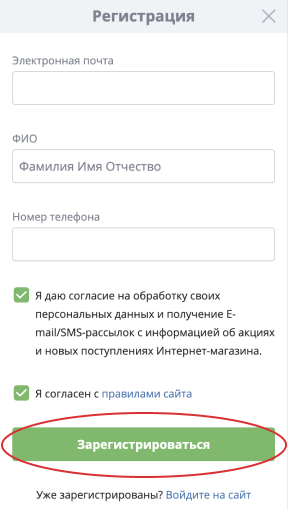 Регистрация
Электронная почта
ФИО
Фамилия Имя Отчество
Номер телефона
Я даю согласие на обработку своих
персональных данных и получение E-
mail/SMS-рассылок с информацией об акциях
и новых поступлениях Интернет-магазина.
Я согласен с правилами сайта
Зарегистрироваться
Уже зарегистрированы? Войдите на сайт